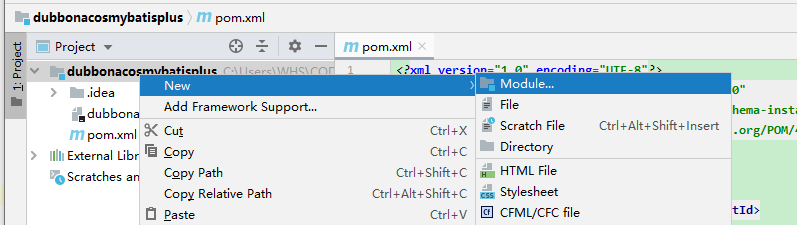 dubbonacosmybatisplus pom.xml
1: Project
Project
pom.xml
dubbonacosmybatisplus C:\Users\WHS\COD
1
<?xml version="1.0" encoding="UTF-8"?>
.idea
dubbona
pom.xml
External Libr
Scratches an
New
Add Framework Support...
Cut Ctrl+X
Copy Ctrl+C
Copy Path Ctrl+Shift+C
Copy Relative Path Ctrl+Alt+Shift+C
Paste Ctrl+V
Module...
File
Scratch File Ctrl+Alt+Shift+Insert
Directory
HTML File
Stylesheet
CFML/CFC file
0"
hema-insta
.org/POM/4
tId>